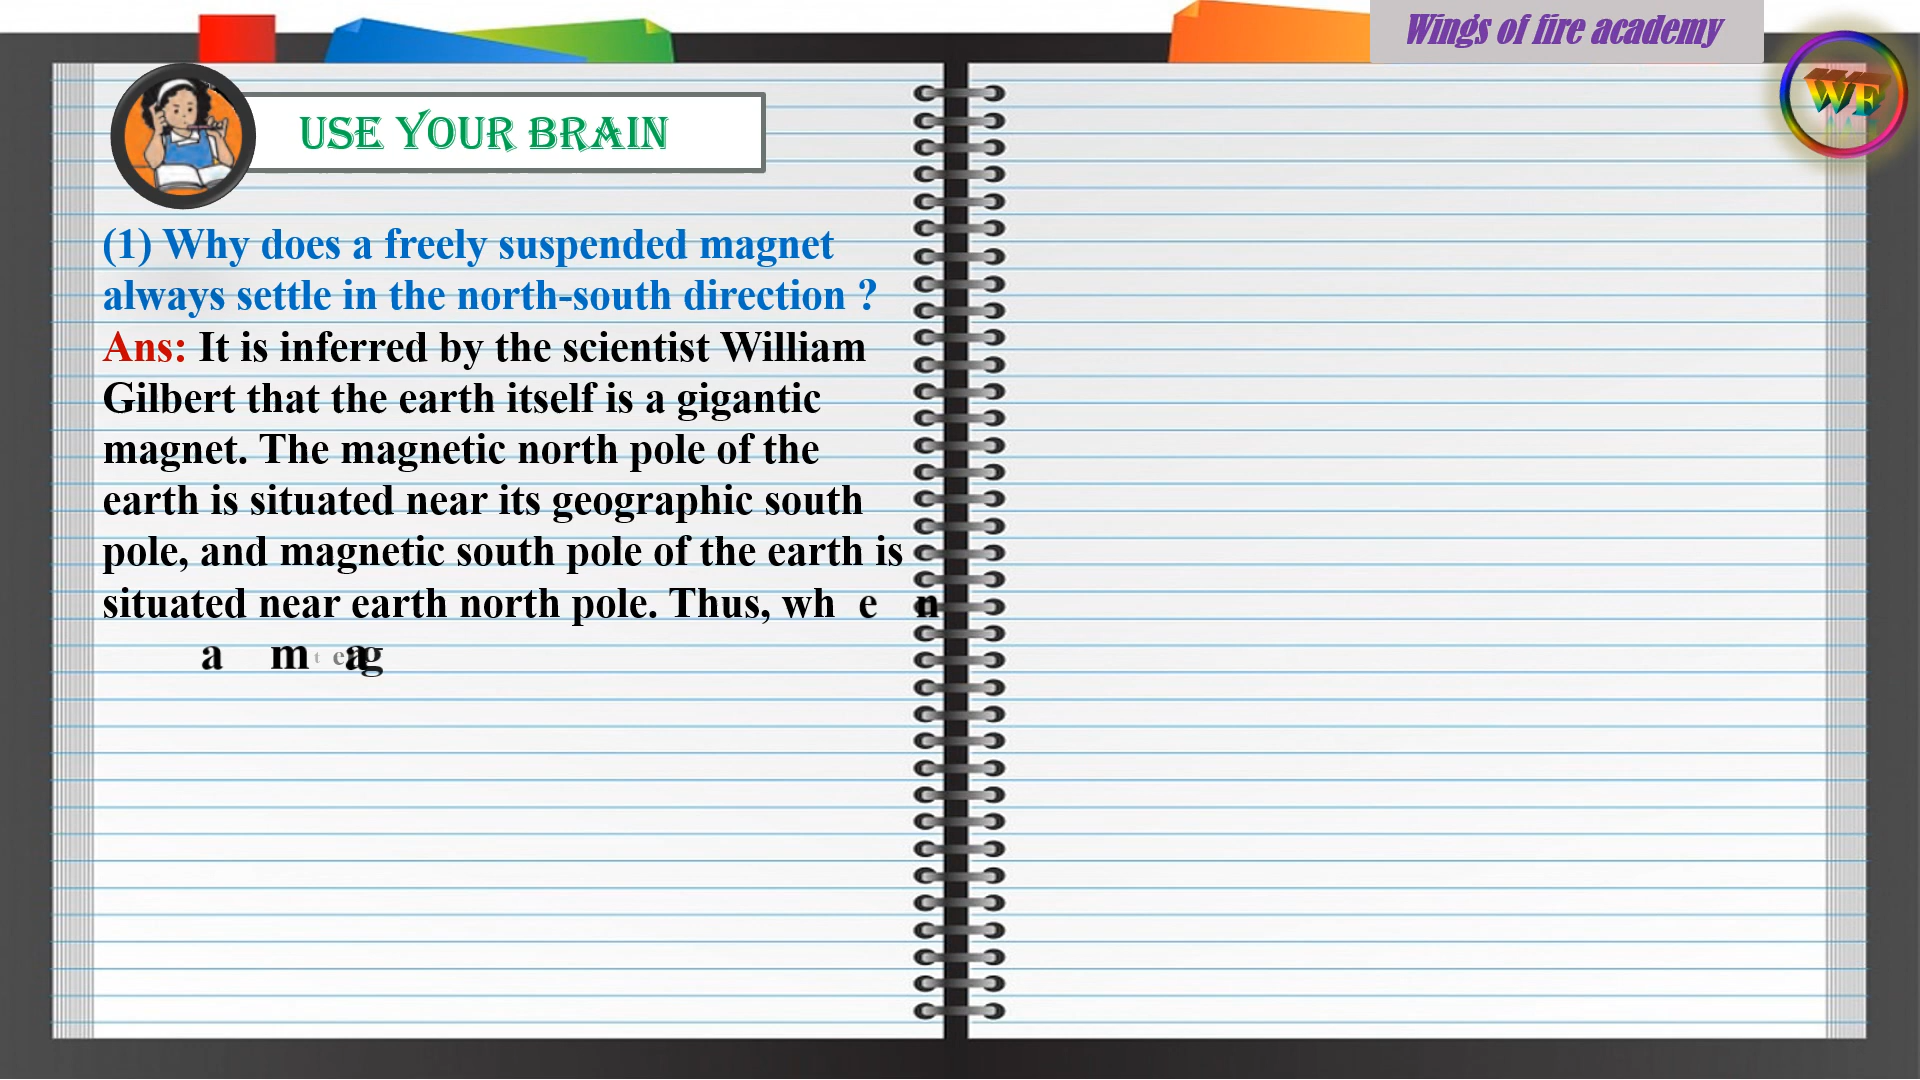 Wings of fire academy
WF
USE YOUR BRAIN
(1) Why does a freely suspended magnet
always settle in the north-south direction ?
Ans: It is inferred by the scientist William
Gilbert that the earth itself is a gigantic
magnet. The magnetic north pole of the
earth is situated near its geographic south
pole, and magnetic south pole of the earth is
situated near earth north pole. Thus, wh e n
a m